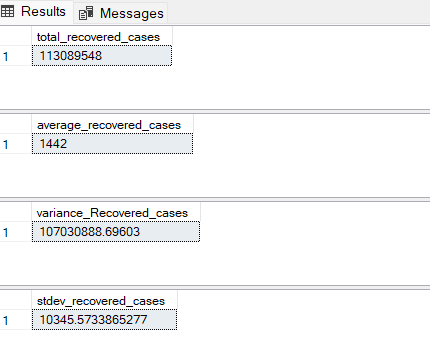 Results Messages
total_recovered_cases
1 113089548
average_recovered_cases
1 1442
variance_Recovered_cases
1 107030888.69603
stdev_recovered_cases
1 10345.5733865277